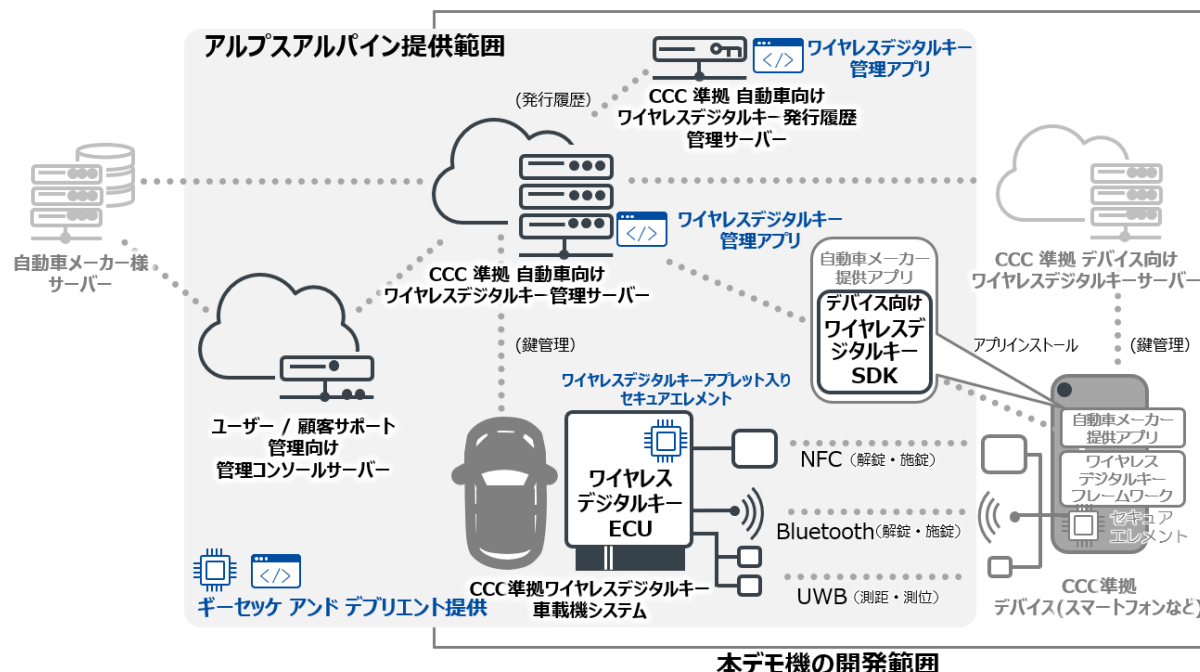 アルプスアルパイン提供範囲
ワイヤレスデジタルキー
管理アプリ
(発行履歴)
CCC 準拠 自動車向け
ワイヤレスデジタルキー発行履歴
管理サーバー
自動車メーカー様
サーバー
ワイヤレスデジタルキー
管理アプリ
CCC 準拠 自動車向け
ワイヤレスデジタルキー管理サーバー
自動車メーカー
提供アプリ
デバイス向け
ワイヤレスデ
ジタルキー
SDK
CCC 準拠 デバイス向け
ワイヤレスデジタルキーサーバー
(鍵管理)
アプリインストール
(鍵管理)
ユーザー / 顧客サポート
管理向け
管理コンソールサーバー
ワイヤレスデジタルキーアプレット入り
セキュアエレメント
ワイヤレス
デジタルキー
ECU
NFC(解錠・施錠)
Bluetooth(解錠・施錠)
UWB(測距・測位)
自動車メーカー
提供アプリ
ワイヤレス
デジタルキー
フレームワーク
セキュア
エレメント
</>
</>
</>
ギーセッケ アンド デブリエント提供
CCC準拠ワイヤレスデジタルキー
車載機システム
CCC準拠
デバイス(スマートフォンなど)
本デモ機の開発範囲